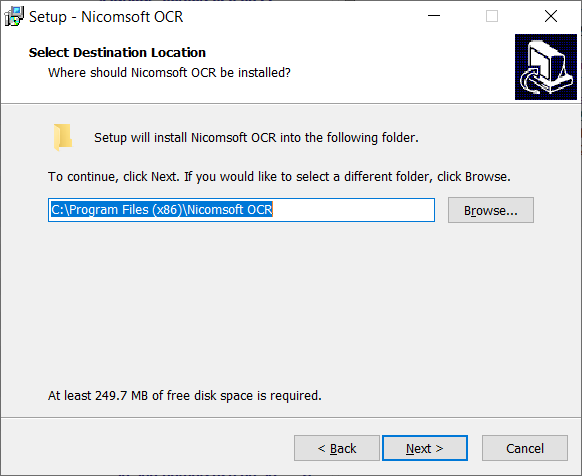 Setup - Nicomsoft OCR
Select Destination Location
Where should Nicomsoft OCR be installed?
Setup will install Nicomsoft OCR into the following folder.
To continue, click Next. If you would like to select a different folder, click Browse.
C:\Program Files (x86)\Nicomsoft OCR
Browse...
At least 249.7 MB of free disk space is required.
< Back
Next >
Cancel